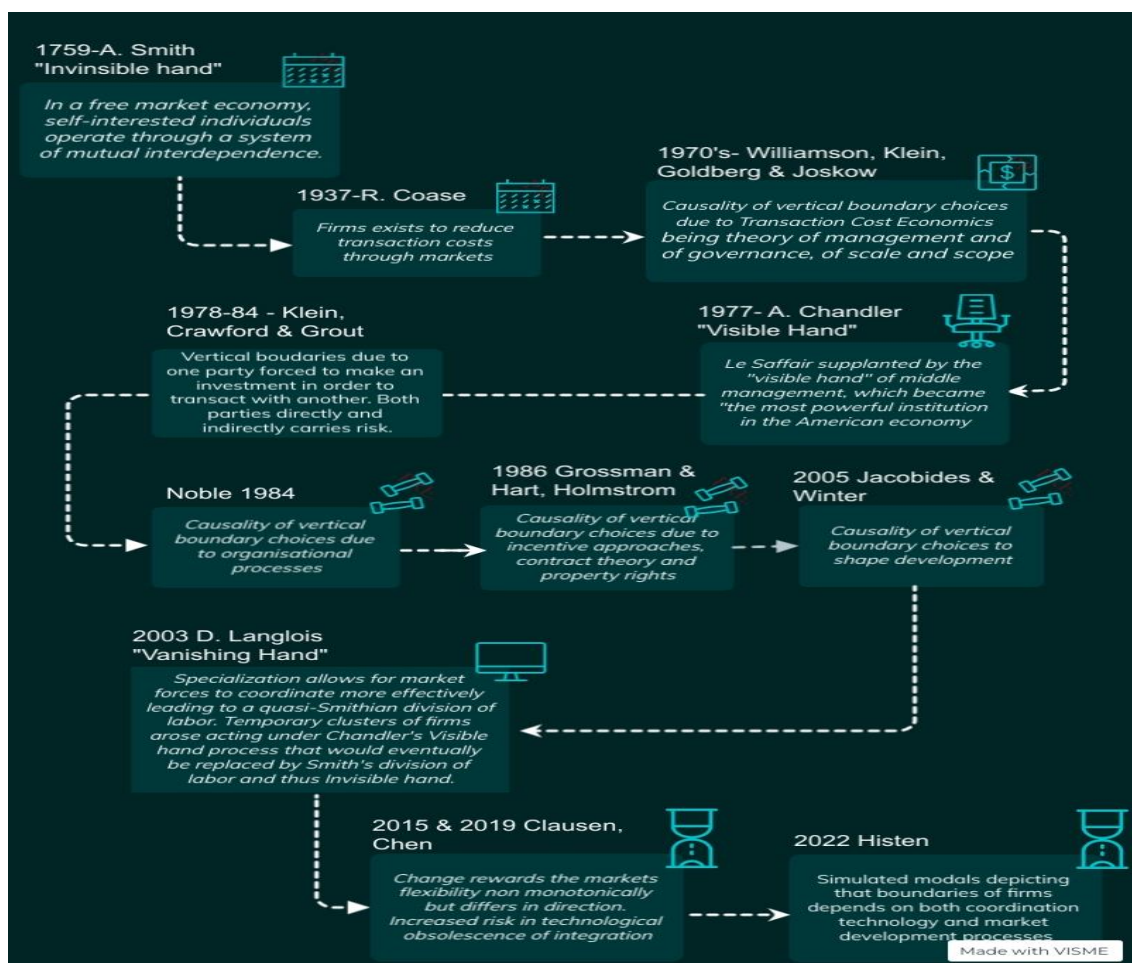 1759-A. Smith
"Invinsible hand"
In a free market economy,
self-interested individuals
operate through a system
of mutual interdependence.
1937-R. Coase
Firms exists to reduce
transaction costs
through markets
1970's- Williamson, Klein,
Goldberg & Joskow
$
Causality of vertical boundary choices
due to Transaction Cost Economics
being theory of management and
of governance, of scale and scope
1977- A. Chandler
"Visible Hand"
Le Saffair supplanted by the
"visible hand" of middle
management, which became
"the most powerful institution
in the American economy
1978-84 - Klein,
Crawford & Grout
Vertical boudaries due to
one party forced to make an
investment in order to
transact with another. Both
parties directly and
indirectly carries risk.
Noble 1984
Causality of vertical
boundary choices due
to organisational
processes
1986 Grossman &
Hart, Holmstrom
Causality of vertical
boundary choices due to
incentive approaches,
contract theory and
property rights
2005 Jacobides &
Winter
Causality of vertical
boundary choices to
shape development
2003 D. Langlois
"Vanishing Hand"
Specialization allows for market
forces to coordinate more effectively
leading to a quasi-Smithian division of
labor. Temporary clusters of firms
arose acting under Chandler's Visible
hand process that would eventually
be replaced by Smith's division of
labor and thus Invisible hand.
2015 & 2019 Clausen,
Chen
Change rewards the markets
flexibility non monotonically
but differs in direction.
Increased risk in technological
obsolescence of integration
2022 Histen
Simulated modals depicting
that boundaries of firms
depends on both coordination
technology and market
development processes
Made with VISME